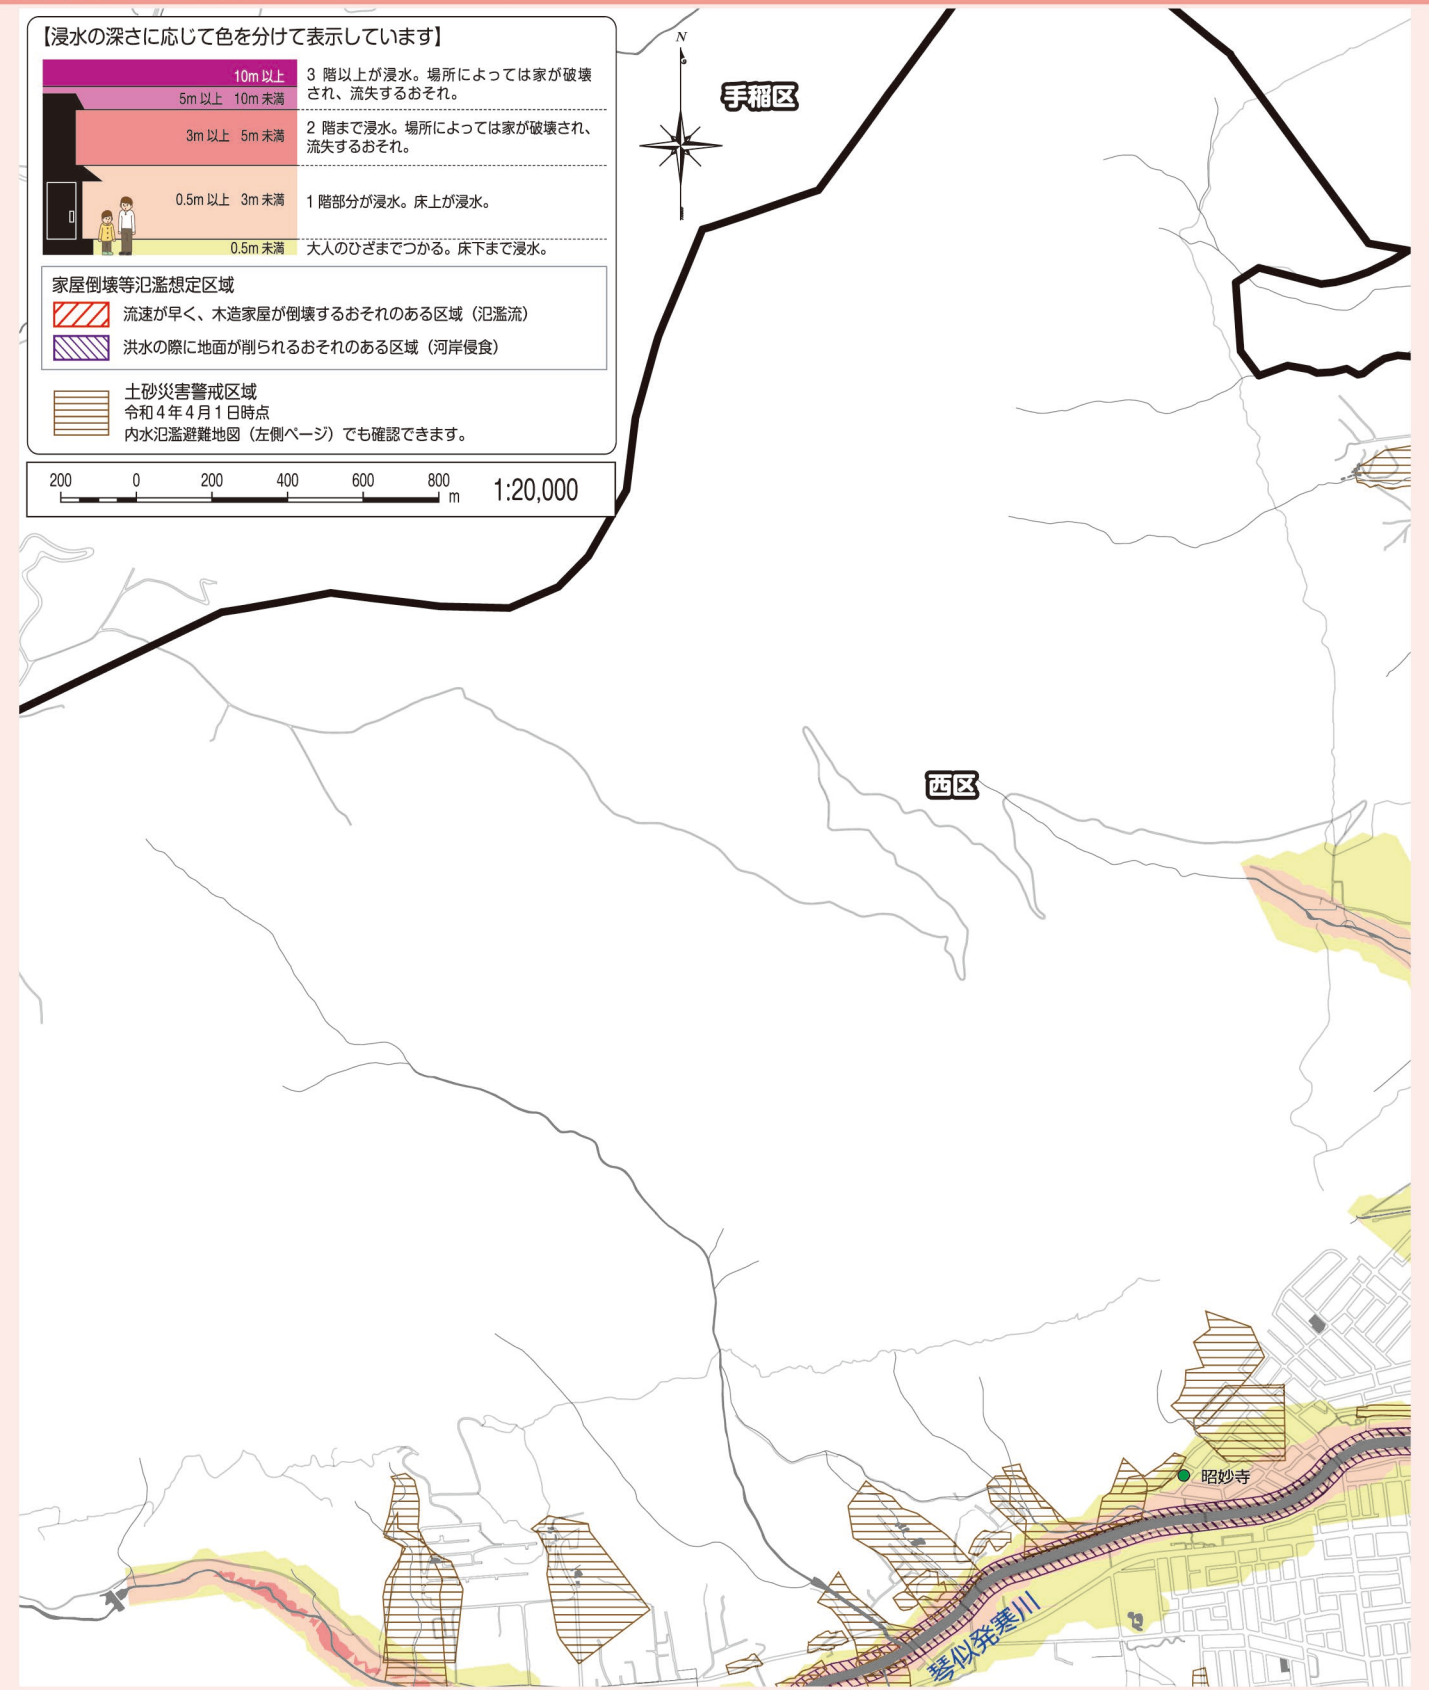 【浸水の深さに応じて色を分けて表示しています】
10m 以上
3 階以上が浸水。場所によっては家が破壊
され、流失するおそれ。
5m 以上 10m 未満
3m 以上 5m 未満
2 階まで浸水。場所によっては家が破壊され、
流失するおそれ。
0.5m 以上 3m 未満
1 階部分が浸水。床上が浸水。
0.5m 未満
大人のひざまでつかる。床下まで浸水。
家屋倒壊等氾濫想定区域
流速が早く、木造家屋が倒壊するおそれのある区域（氾濫流）
洪水の際に地面が削られるおそれのある区域（河岸侵食）
土砂災害警戒区域
令和４年４月１日時点
内水氾濫避難地図（左側ページ）でも確認できます。
200 0 200 400 600 800 m 1:20,000
N
手稲区
西区
昭妙寺
琴似発寒川